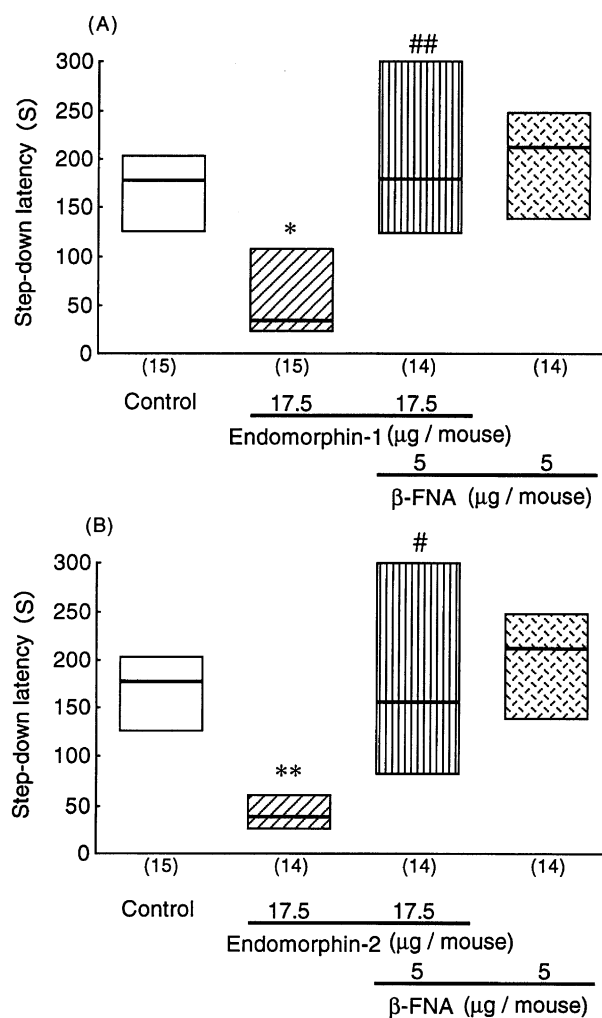 (A)
##
300
250
200
150
100
50
0
Step-down latency (S)
*
(15) (15) (14) (14)
Control 17.5 17.5
Endomorphin-1 (μg / mouse)
5 5
β-FNA (μg / mouse)
(B)
#
300
250
200
150
100
50
0
Step-down latency (S)
**
(15) (14) (14) (14)
Control 17.5 17.5
Endomorphin-2 (μg / mouse)
5 5
β-FNA (μg / mouse)